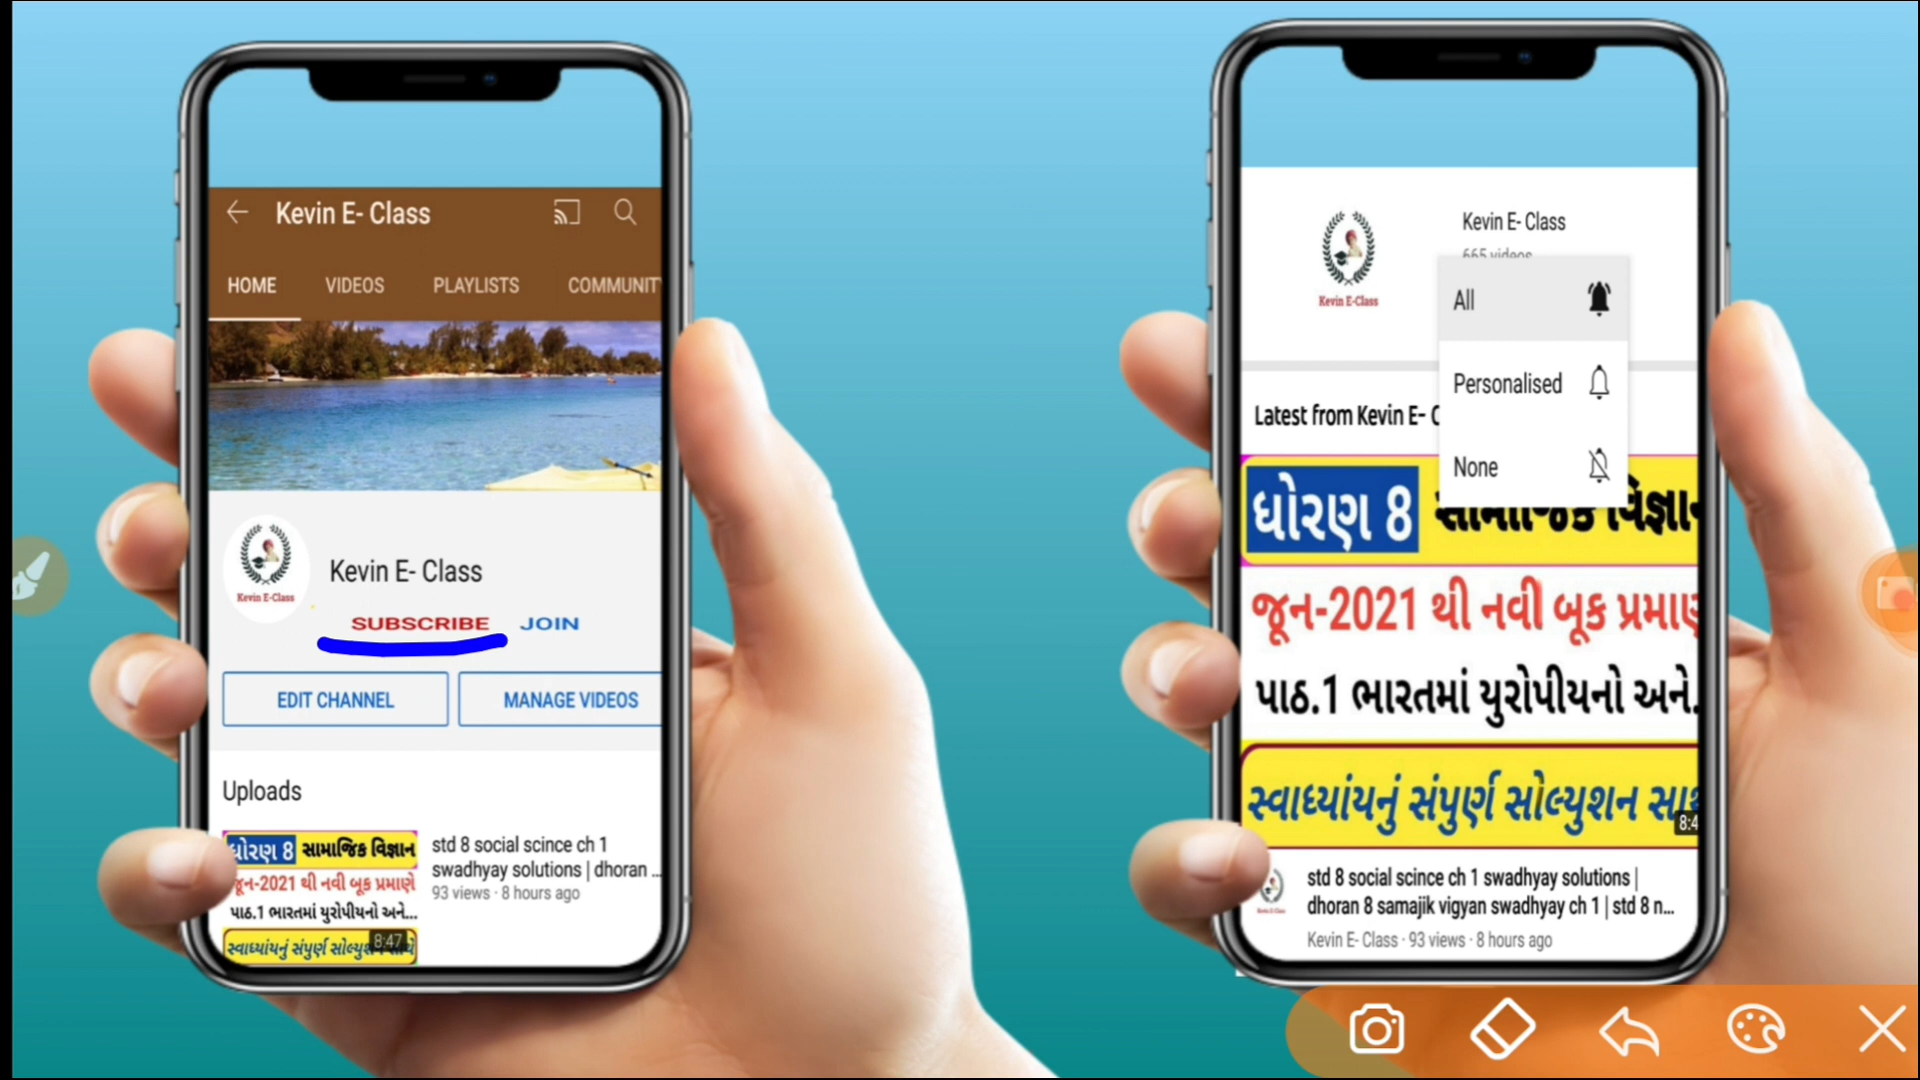 Kevin E- Class
HOME VIDEOS PLAYLISTS COMMUNIT
Kevin E-Class
Kevin E- Class
SUBSCRIBE JOIN
EDIT CHANNEL MANAGE VIDEOS
Uploads
ધોરણ 8 સામાજિક વિજ્ઞાન
જૂન-2021 થી નવી બૂક પ્રમાણે
પાઠ.1 ભારતમાં યુરોપીયનો અને...
સ્વાધ્યાંયનું સંપુર્ણ સોલ્યુશન સાથે
8:47
std 8 social scince ch 1
swadhyay solutions | dhoran ...
93 views · 8 hours ago
Kevin E-Class
Kevin E- Class
665 videos
All
Personalised
None
Latest from Kevin E- C
ધોરણ 8 સામાજિક વિજ્ઞાન
જૂન-2021 થી નવી બૂક પ્રમાણ
પાઠ.1 ભારતમાં યુરોપીયનો અને.
સ્વાધ્યાંયનું સંપુર્ણ સોલ્યુશન સાથ
8:4
std 8 social scince ch 1 swadhyay solutions |
dhoran 8 samajik vigyan swadhyay ch 1 | std 8 n...
Kevin E- Class · 93 views · 8 hours ago